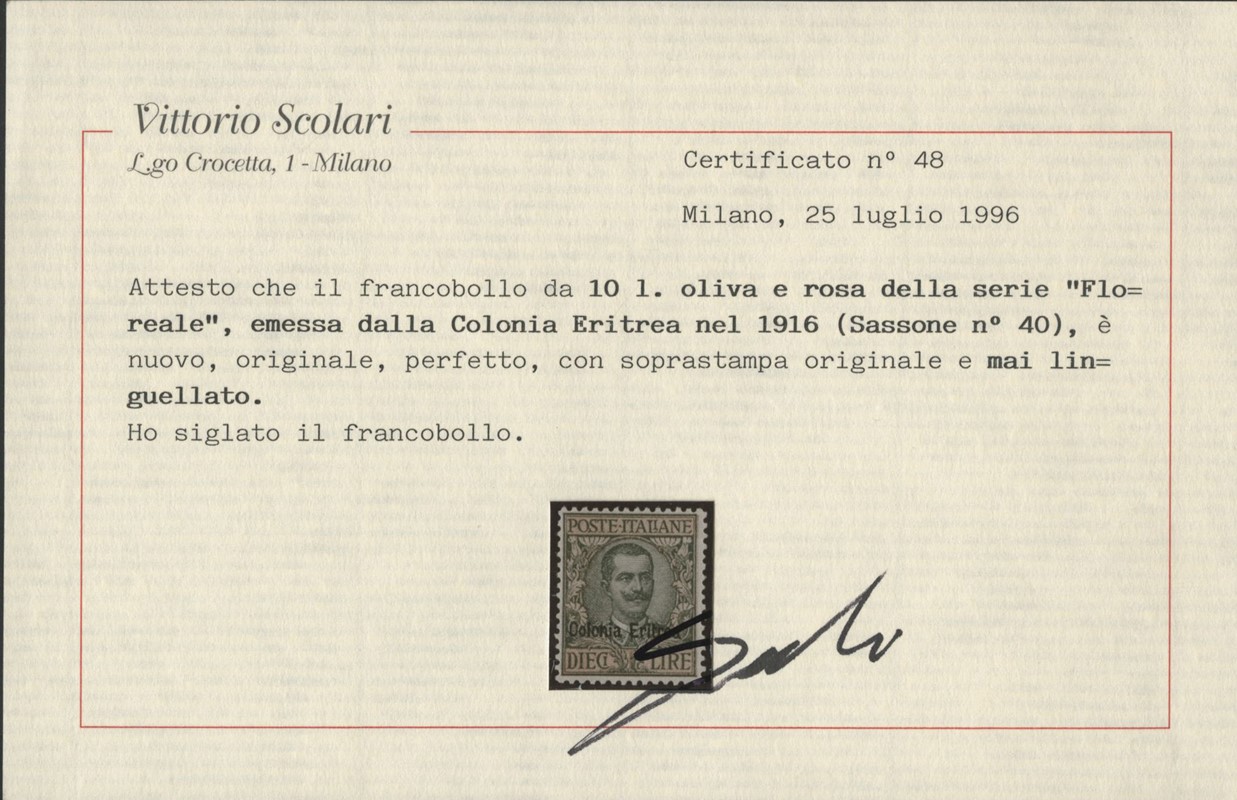 Vittorio Scolari
L.go Crocetta, 1 - Milano
Certificato n° 48
Milano, 25 luglio 1996
Attesto che il francobollo da 10 l. oliva e rosa della serie "Flo=
reale", emessa dalla Colonia Eritrea nel 1916 (Sassone n° 40), è
nuovo, originale, perfetto, con soprastampa originale e mai lin=
guellato.
Ho siglato il francobollo.
POSTE·ITALIANE
Colonia Eritrea
DIECI LIRE